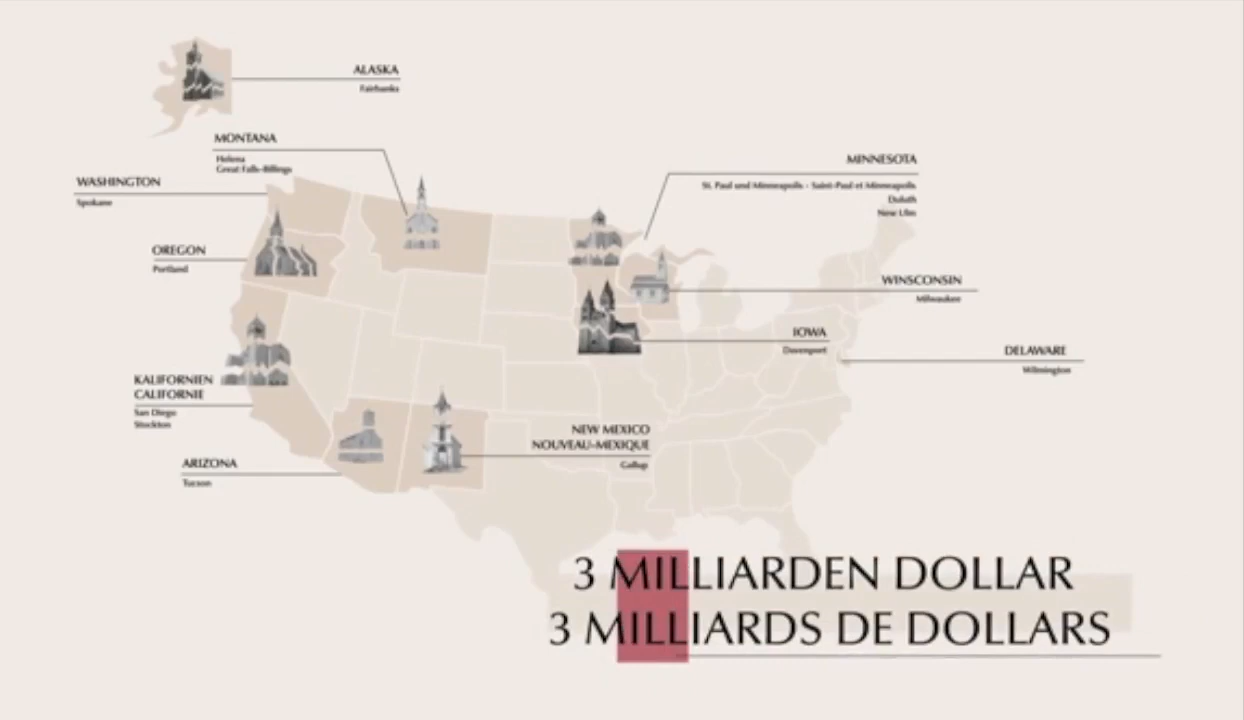 ALASKA
Fairbanks
MONTANA
Helena
Great Falls-Billings
WASHINGTON
Spokane
MINNESOTA
St. Paul und Minneapolis - Saint-Paul et Minneapolis
Duluth
New Ulm
OREGON
Portland
WINSCONSIN
Milwaukee
IOWA
Davenport
DELAWARE
Wilmington
KALIFORNIEN
CALIFORNIE
San Diego
Stockton
NEW MEXICO
NOUVEAU-MEXIQUE
Gallup
ARIZONA
Tucson
3 MILLIARDEN DOLLAR
3 MILLIARDS DE DOLLARS